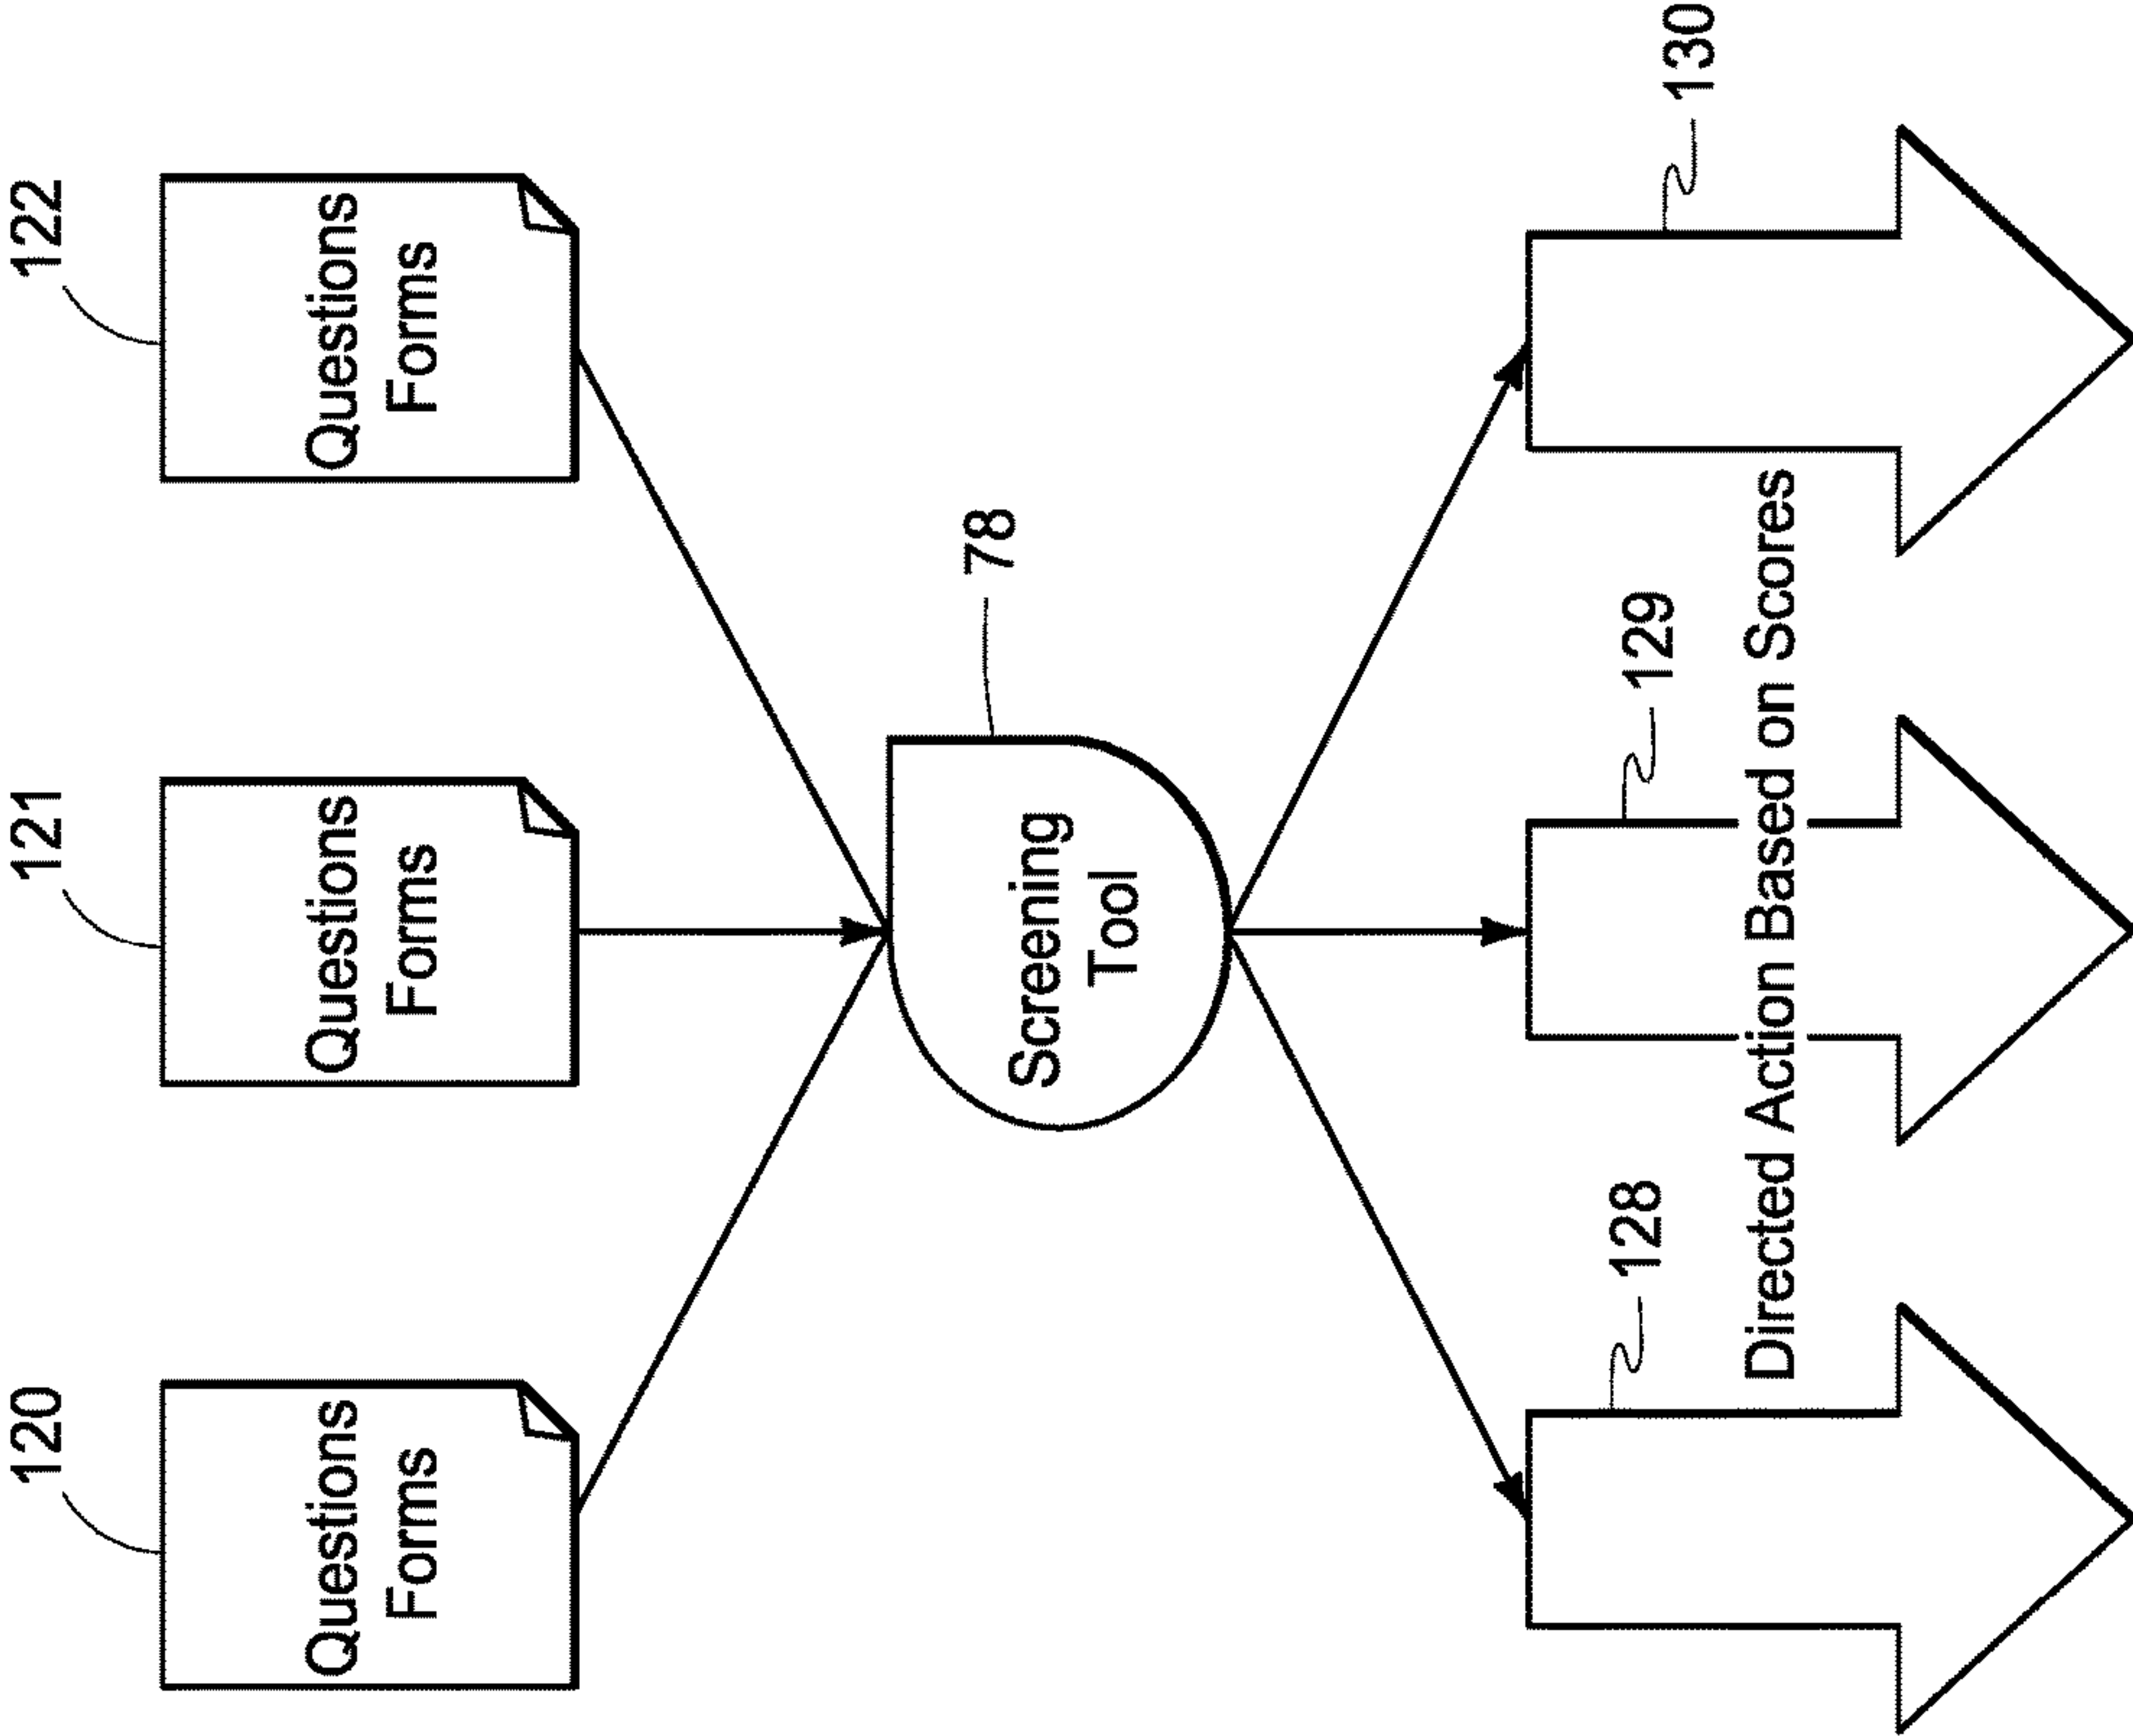 120
121
122
Questions
Forms
Questions
Forms
Questions
Forms
78
Screening
Tool
128
129
130
Directed Action Based on Scores